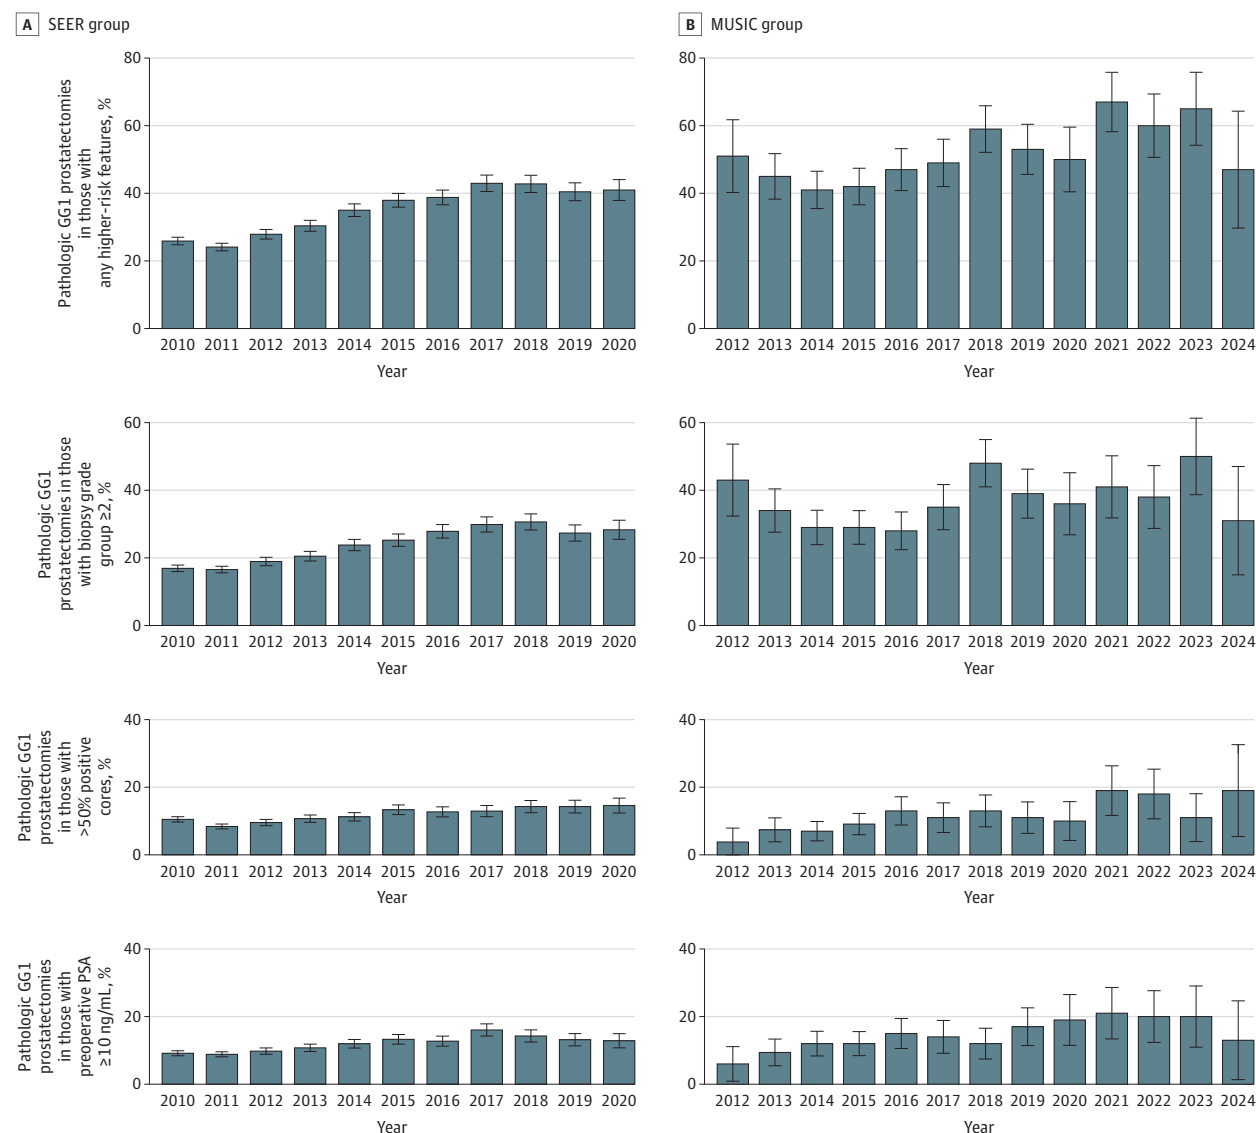 A SEER group
Pathologic GG1 prostatectomies
in those with
any higher-risk features, %
80
60
40
20
0
2010 2011 2012 2013 2014 2015 2016 2017 2018 2019 2020
Year
Pathologic GG1
prostatectomies in those
with biopsy grade
group ≥2, %
60
40
20
0
2010 2011 2012 2013 2014 2015 2016 2017 2018 2019 2020
Year
Pathologic GG1
prostatectomies
in those with
>50% positive
cores, %
40
20
0
2010 2011 2012 2013 2014 2015 2016 2017 2018 2019 2020
Year
Pathologic GG1
prostatectomies
in those with
preoperative PSA
≥10 ng/mL, %
40
20
0
2010 2011 2012 2013 2014 2015 2016 2017 2018 2019 2020
Year
B MUSIC group
80
60
40
20
0
2012 2013 2014 2015 2016 2017 2018 2019 2020 2021 2022 2023 2024
Year
60
40
20
0
2012 2013 2014 2015 2016 2017 2018 2019 2020 2021 2022 2023 2024
Year
40
20
0
2012 2013 2014 2015 2016 2017 2018 2019 2020 2021 2022 2023 2024
Year
40
20
0
2012 2013 2014 2015 2016 2017 2018 2019 2020 2021 2022 2023 2024
Year